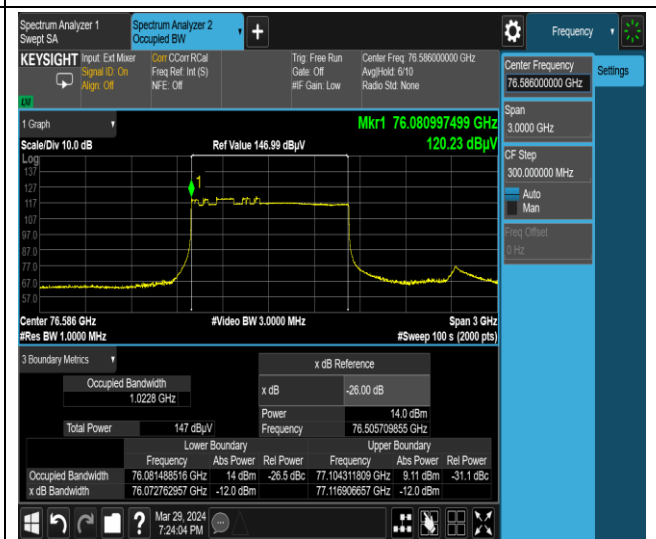 Spectrum Analyzer 1
Swept SA
Spectrum Analyzer 2
Occupied BW
+
Frequency
KEYSIGHT
Input: Ext Mixer
Signal ID: On
Align: Off
Corr CCorr RCal
Freq Ref: Int (S)
NFE: Off
Trig: Free Run
Gate: Off
#IF Gain: Low
Center Freq: 76.586000000 GHz
Avg|Hold: 6/10
Radio Std: None
LXI
1 Graph
Mkr1 76.080997499 GHz
Scale/Div 10.0 dB
Ref Value 146.99 dBµV
120.23 dBµV
Log
137
127
117
107
97.0
87.0
77.0
67.0
57.0
1
Center 76.586 GHz
#Video BW 3.0000 MHz
Span 3 GHz
#Res BW 1.0000 MHz
#Sweep 100 s (2000 pts)
3 Boundary Metrics
Occupied Bandwidth
1.0228 GHz
Total Power 147 dBµV
x dB Reference
x dB -26.00 dB
Power 14.0 dBm
Frequency 76.505709855 GHz
Lower Boundary Upper Boundary
Frequency Abs Power Rel Power Frequency Abs Power Rel Power
Occupied Bandwidth 76.081488516 GHz 14 dBm -26.5 dBc 77.104311809 GHz 9.11 dBm -31.1 dBc
x dB Bandwidth 76.072762957 GHz -12.0 dBm 77.116906657 GHz -12.0 dBm
?
Mar 29, 2024
7:24:04 PM
Center Frequency
76.586000000 GHz
Settings
Span
3.0000 GHz
CF Step
300.000000 MHz
Auto
Man
Freq Offset
0 Hz